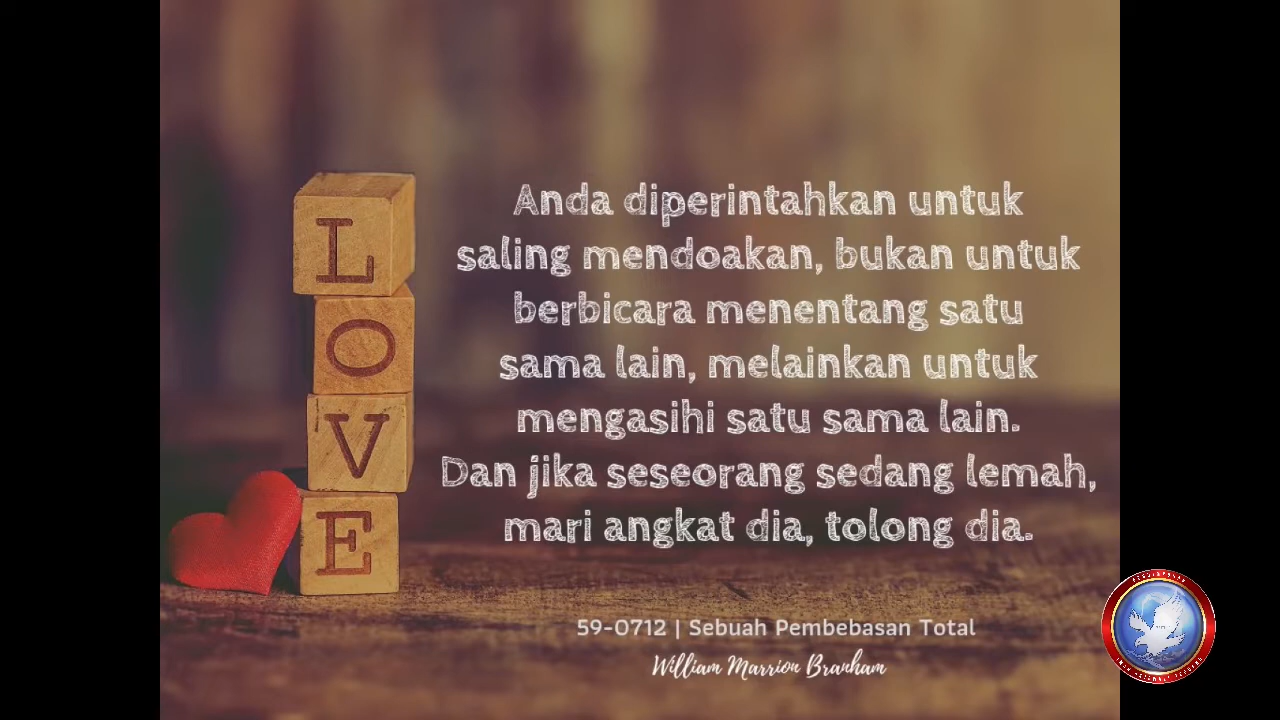 L
O
V
E
Anda diperintahkan untuk
saling mendoakan, bukan untuk
berbicara menentang satu
sama lain, melainkan untuk
mengasihi satu sama lain.
Dan jika seseorang sedang lemah,
mari angkat dia, tolong dia.
59-0712 | Sebuah Pembebasan Total
William Marrion Branham